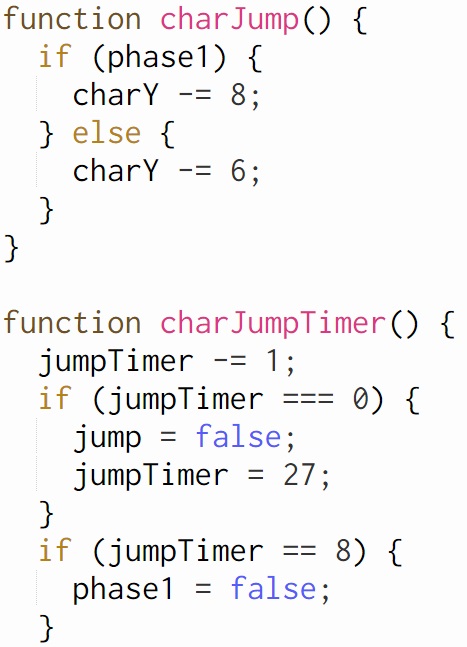 function charJump() {
  if (phase1) {
    charY -= 8;
  } else {
    charY -= 6;
  }
}

function charJumpTimer() {
  jumpTimer -= 1;
  if (jumpTimer === 0) {
    jump = false;
    jumpTimer = 27;
  }
  if (jumpTimer == 8) {
    phase1 = false;
  }